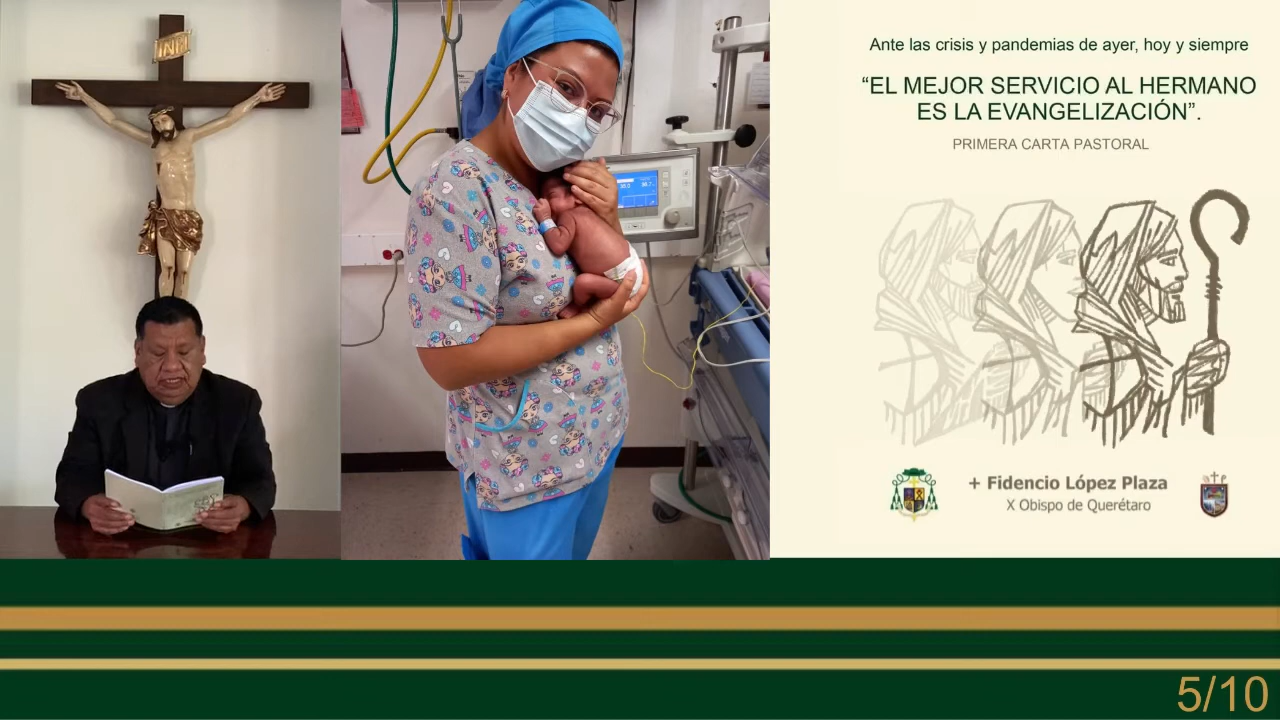 INRI
Ante las crisis y pandemias de ayer, hoy y siempre
“EL MEJOR SERVICIO AL HERMANO
ES LA EVANGELIZACIÓN”.
PRIMERA CARTA PASTORAL
+ Fidencio López Plaza
X Obispo de Querétaro
5/10